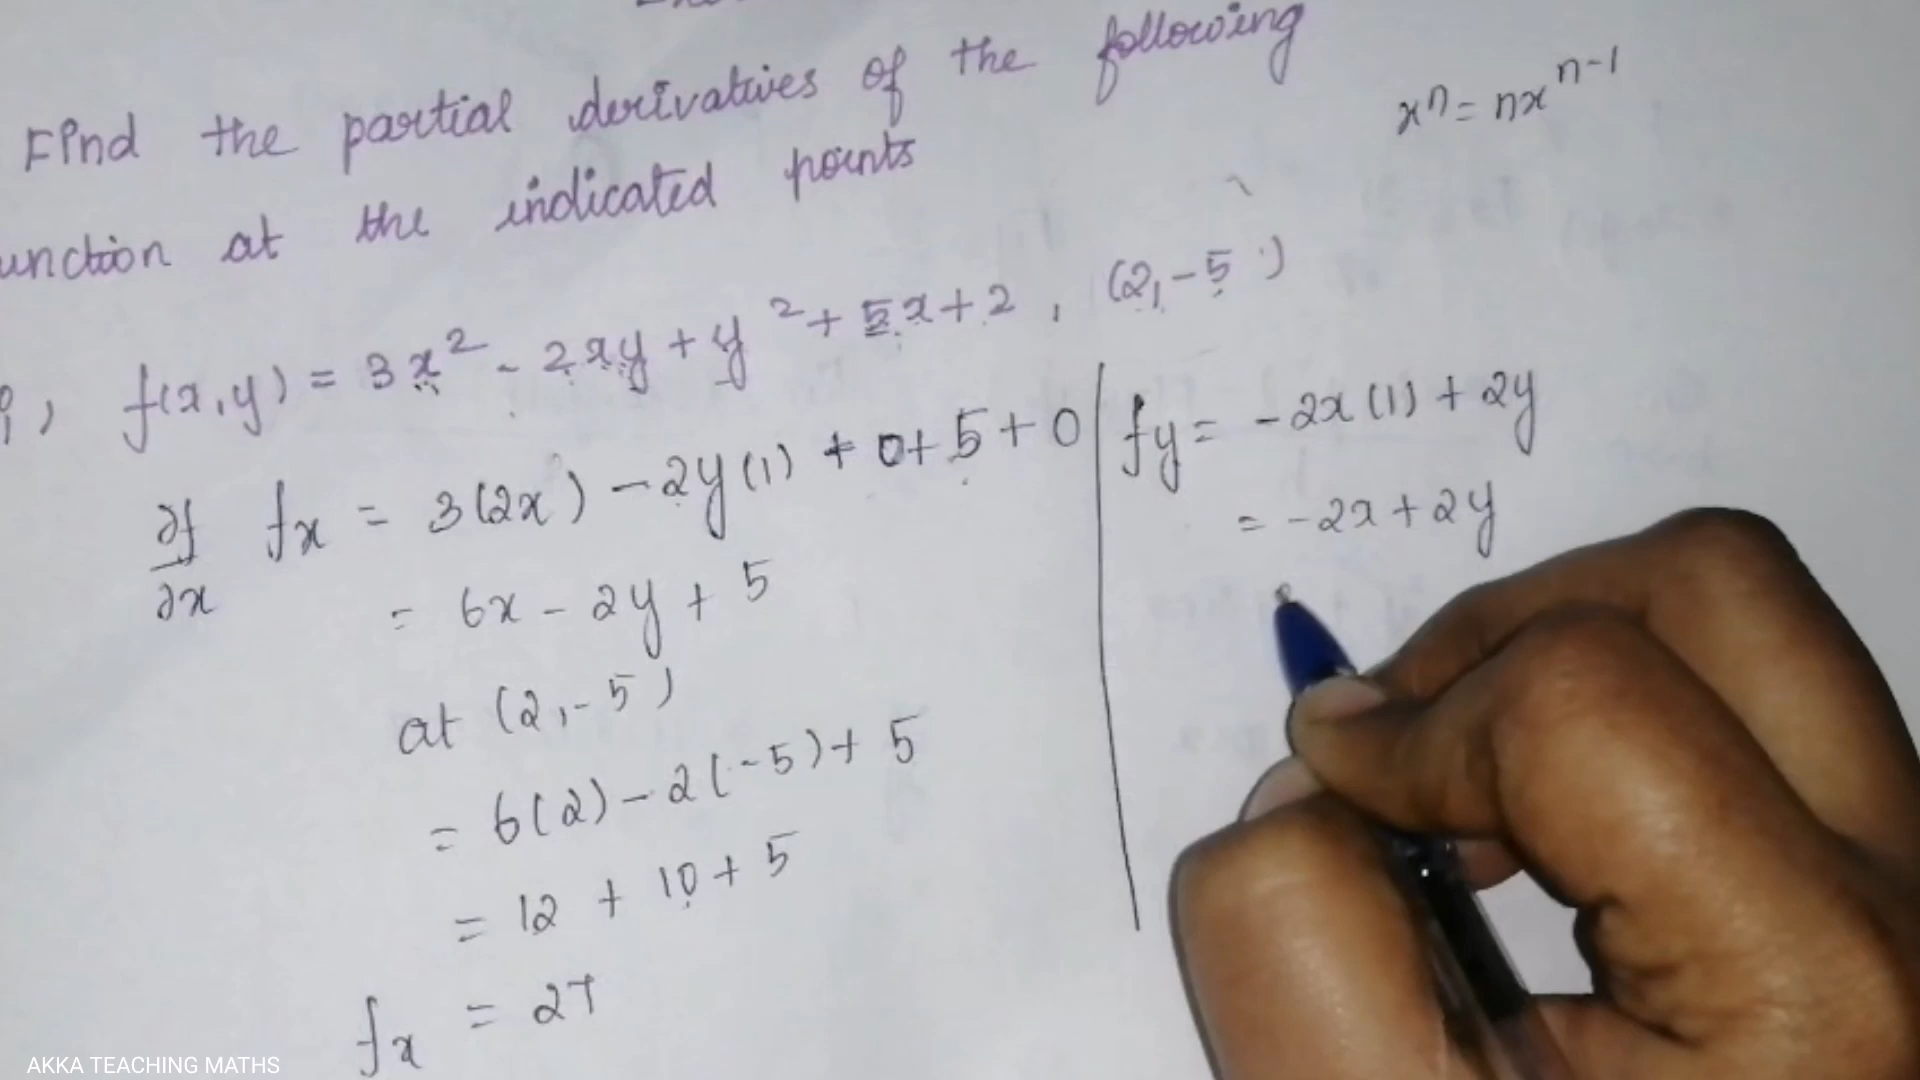 Find the partial derivatives of the following
unction at the indicated points
xⁿ = nxⁿ⁻¹
i, f(x,y) = 3x² - 2xy + y² + 5x + 2, (2,-5)
∂f/∂x fx = 3(2x) - 2y(1) + 0 + 5 + 0
= 6x - 2y + 5
at (2,-5)
= 6(2) - 2(-5) + 5
= 12 + 10 + 5
fx = 27
fy = -2x(1) + 2y
= -2x + 2y
AKKA TEACHING MATHS